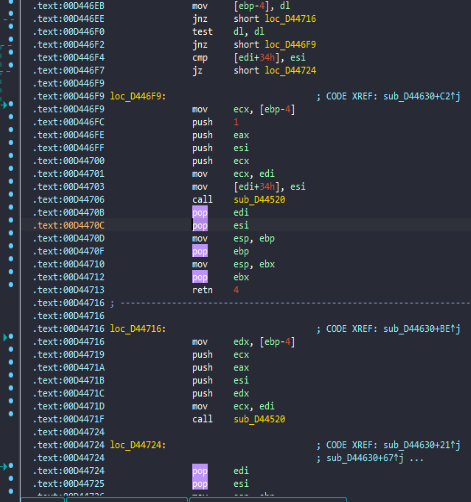 .text:00D446EB mov [ebp-4], dl
.text:00D446EE jnz short loc_D44716
.text:00D446F0 test dl, dl
.text:00D446F2 jnz short loc_D446F9
.text:00D446F4 cmp [edi+34h], esi
.text:00D446F7 jz short loc_D44724
.text:00D446F9
.text:00D446F9 loc_D446F9: ; CODE XREF: sub_D44630+C2↑j
.text:00D446F9 mov ecx, [ebp-4]
.text:00D446FC push 1
.text:00D446FE push eax
.text:00D446FF push esi
.text:00D44700 push ecx
.text:00D44701 mov ecx, edi
.text:00D44703 mov [edi+34h], esi
.text:00D44706 call sub_D44520
.text:00D4470B pop edi
.text:00D4470C pop esi
.text:00D4470D mov esp, ebp
.text:00D4470F pop ebp
.text:00D44710 mov esp, ebx
.text:00D44712 pop ebx
.text:00D44713 retn 4
.text:00D44716 ; ---------------------------------------------------------------
.text:00D44716
.text:00D44716 loc_D44716: ; CODE XREF: sub_D44630+BE↑j
.text:00D44716 mov edx, [ebp-4]
.text:00D44719 push ecx
.text:00D4471A push eax
.text:00D4471B push esi
.text:00D4471C push edx
.text:00D4471D mov ecx, edi
.text:00D4471F call sub_D44520
.text:00D44724
.text:00D44724 loc_D44724: ; CODE XREF: sub_D44630+21↑j
.text:00D44724 ; sub_D44630+67↑j ...
.text:00D44724 pop edi
.text:00D44725 pop esi